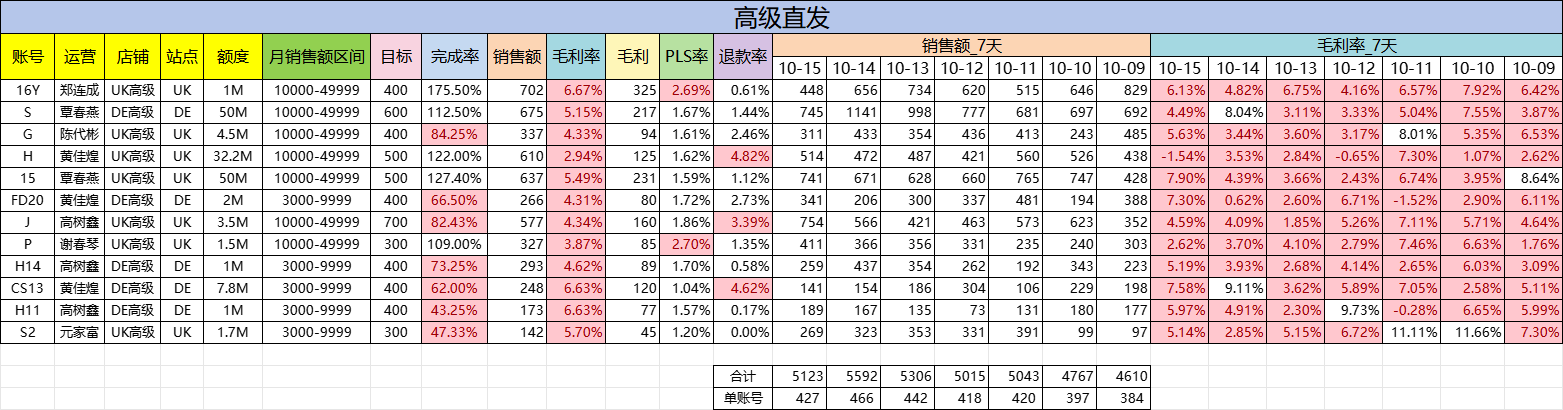 高级直发
账号 运营 店铺 站点 额度 月销售额区间 目标 完成率 销售额 毛利率 毛利 PLS率 退款率 销售额_7天 毛利率_7天
10-15 10-14 10-13 10-12 10-11 10-10 10-09 10-15 10-14 10-13 10-12 10-11 10-10 10-09
16Y 郑连成 UK高级 UK 1M 10000-49999 400 175.50% 702 6.67% 325 2.69% 0.61% 448 656 734 620 515 646 829 6.13% 4.82% 6.75% 4.16% 6.57% 7.92% 6.42%
S 覃春燕 DE高级 DE 50M 10000-49999 600 112.50% 675 5.15% 217 1.67% 1.44% 745 1141 998 777 681 697 692 4.49% 8.04% 3.11% 3.33% 5.04% 7.55% 3.87%
G 陈代彬 UK高级 UK 4.5M 10000-49999 400 84.25% 337 4.33% 94 1.61% 2.46% 311 433 354 436 413 243 485 5.63% 3.44% 3.60% 3.17% 8.01% 5.35% 6.53%
H 黄佳煌 UK高级 UK 32.2M 10000-49999 500 122.00% 610 2.94% 125 1.62% 4.82% 514 472 487 421 560 526 438 -1.54% 3.53% 2.84% -0.65% 7.30% 1.07% 2.62%
15 覃春燕 UK高级 UK 50M 10000-49999 500 127.40% 637 5.49% 231 1.59% 1.12% 741 671 628 660 765 747 428 7.90% 4.39% 3.66% 2.43% 6.74% 3.95% 8.64%
FD20 黄佳煌 DE高级 DE 2M 3000-9999 400 66.50% 266 4.31% 80 1.72% 2.73% 341 206 300 337 481 194 388 7.30% 0.62% 2.60% 6.71% -1.52% 2.90% 6.11%
J 高树鑫 UK高级 UK 3.5M 10000-49999 700 82.43% 577 4.34% 160 1.86% 3.39% 754 566 421 463 573 623 352 4.59% 4.09% 1.85% 5.26% 7.11% 5.71% 4.64%
P 谢春琴 UK高级 UK 1.5M 10000-49999 300 109.00% 327 3.87% 85 2.70% 1.35% 411 366 356 331 235 240 303 2.62% 3.70% 4.10% 2.79% 7.46% 6.63% 1.76%
H14 高树鑫 DE高级 DE 1M 3000-9999 400 73.25% 293 4.62% 89 1.70% 0.58% 259 437 354 262 192 343 223 5.19% 3.93% 2.68% 4.14% 2.65% 6.03% 3.09%
CS13 黄佳煌 DE高级 DE 7.8M 3000-9999 400 62.00% 248 6.63% 120 1.04% 4.62% 141 154 186 304 106 229 198 7.58% 9.11% 3.62% 5.89% 7.05% 2.58% 5.11%
H11 高树鑫 DE高级 DE 1M 3000-9999 400 43.25% 173 6.63% 77 1.57% 0.17% 189 167 135 73 131 180 177 5.97% 4.91% 2.30% 9.73% -0.28% 6.65% 5.99%
S2 元家富 UK高级 UK 1.7M 3000-9999 300 47.33% 142 5.70% 45 1.20% 0.00% 269 323 353 331 391 99 97 5.14% 2.85% 5.15% 6.72% 11.11% 11.66% 7.30%
合计 5123 5592 5306 5015 5043 4767 4610
单账号 427 466 442 418 420 397 384